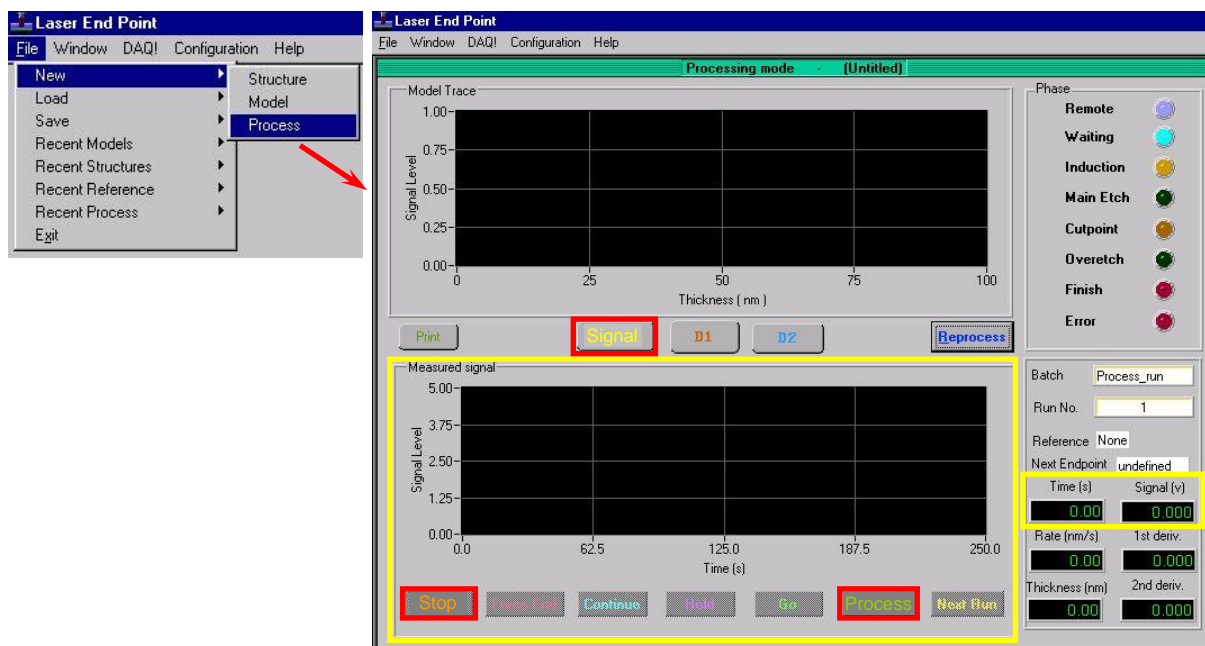 Laser End Point
File Window DAQ! Configuration Help
New
Load
Save
Recent Models
Recent Structures
Recent Reference
Recent Process
Exit
Structure
Model
Process
Laser End Point
File Window DAQ! Configuration Help
Processing mode - (Untitled)
Model Trace
1.00
0.75
0.50
0.25
0.00
Signal Level
0 25 50 75 100
Thickness ( nm )
Print Signal D1 D2 Reprocess
Measured signal
5.00
3.75
2.50
1.25
0.00
Signal Level
0.0 62.5 125.0 187.5 250.0
Time (s)
Stop Force End Continue Hold Go Process Next Run
Phase
Remote
Waiting
Induction
Main Etch
Cutpoint
Overetch
Finish
Error
Batch Process_run
Run No. 1
Reference None
Next Endpoint undefined
Time (s) Signal (v)
0.00 0.000
Rate (nm/s) 1st deriv.
0.00 0.000
Thickness (nm) 2nd deriv.
0.00 0.000